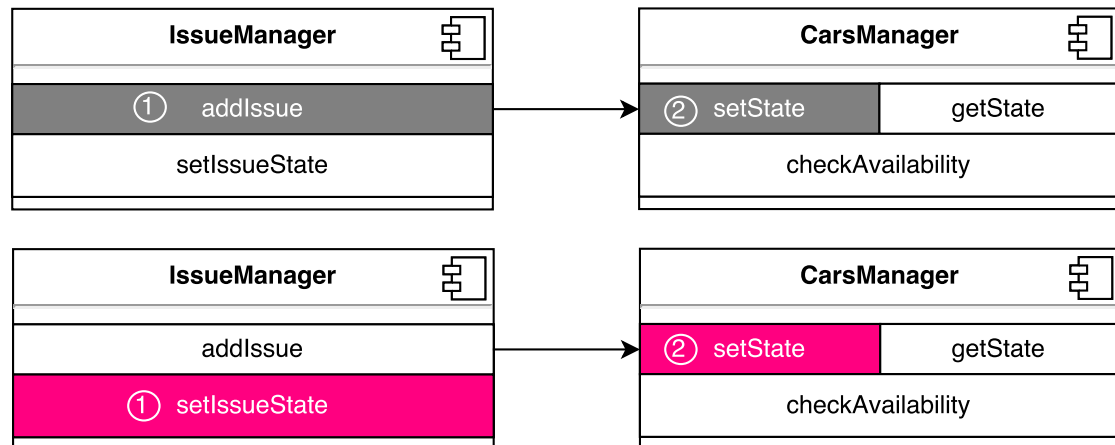 IssueManager
CarsManager
① addIssue
② setState
getState
setIssueState
checkAvailability
IssueManager
CarsManager
addIssue
② setState
getState
① setIssueState
checkAvailability